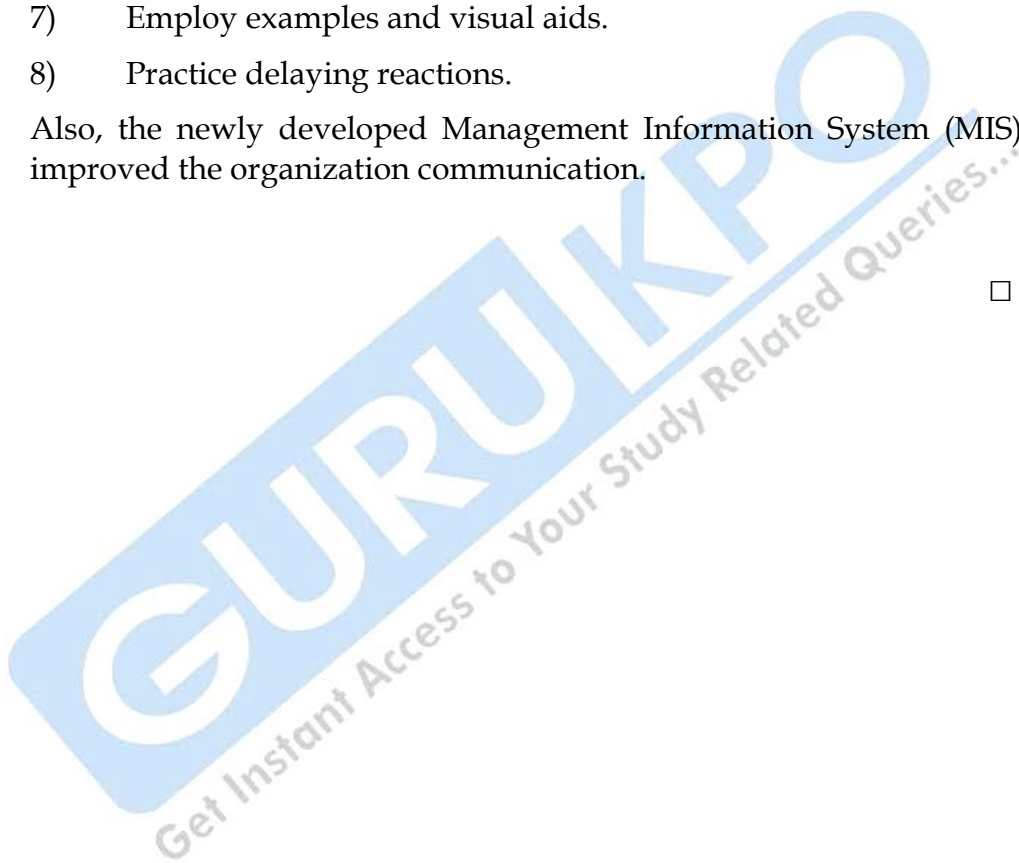 7) Employ examples and visual aids.
8) Practice delaying reactions.
Also, the newly developed Management Information System (MIS)
improved the organization communication.
□
GURUKPO
Get Instant Access to Your Study Related Queries...